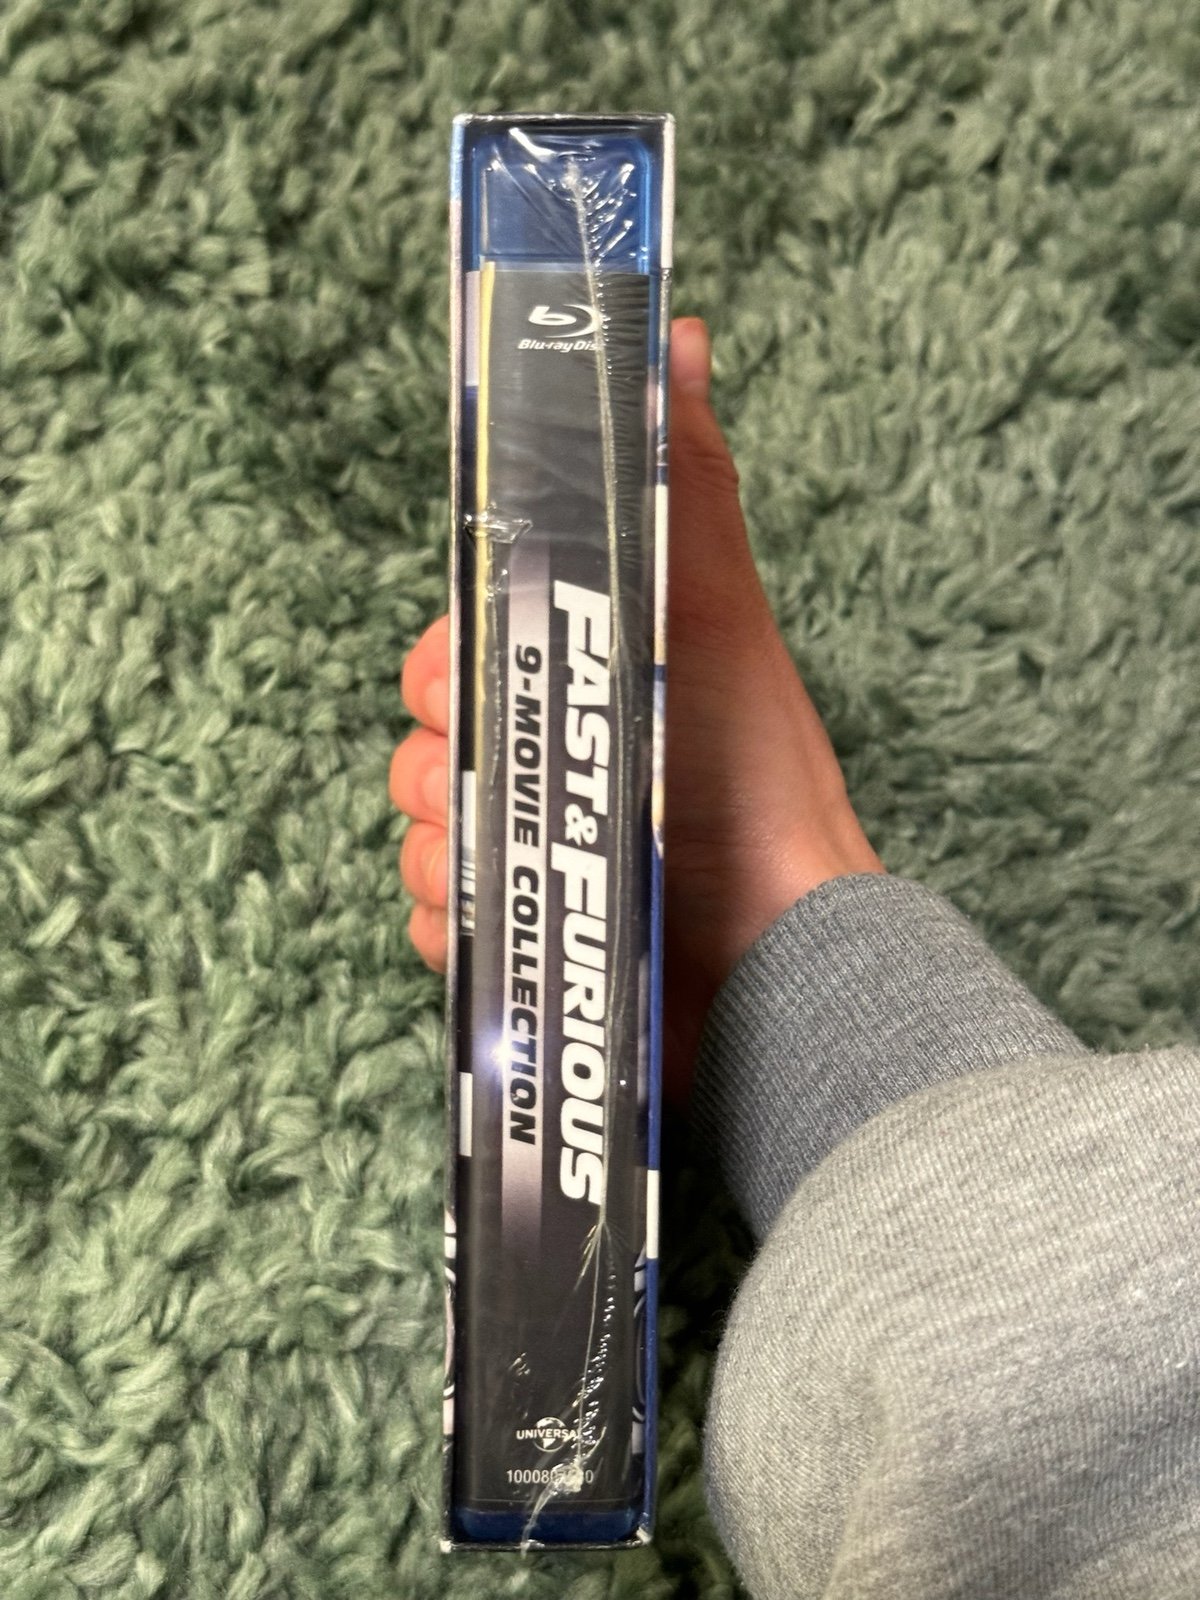 Blu-ray Disc
FAST & FURIOUS
9-MOVIE COLLECTION
UNIVERSAL